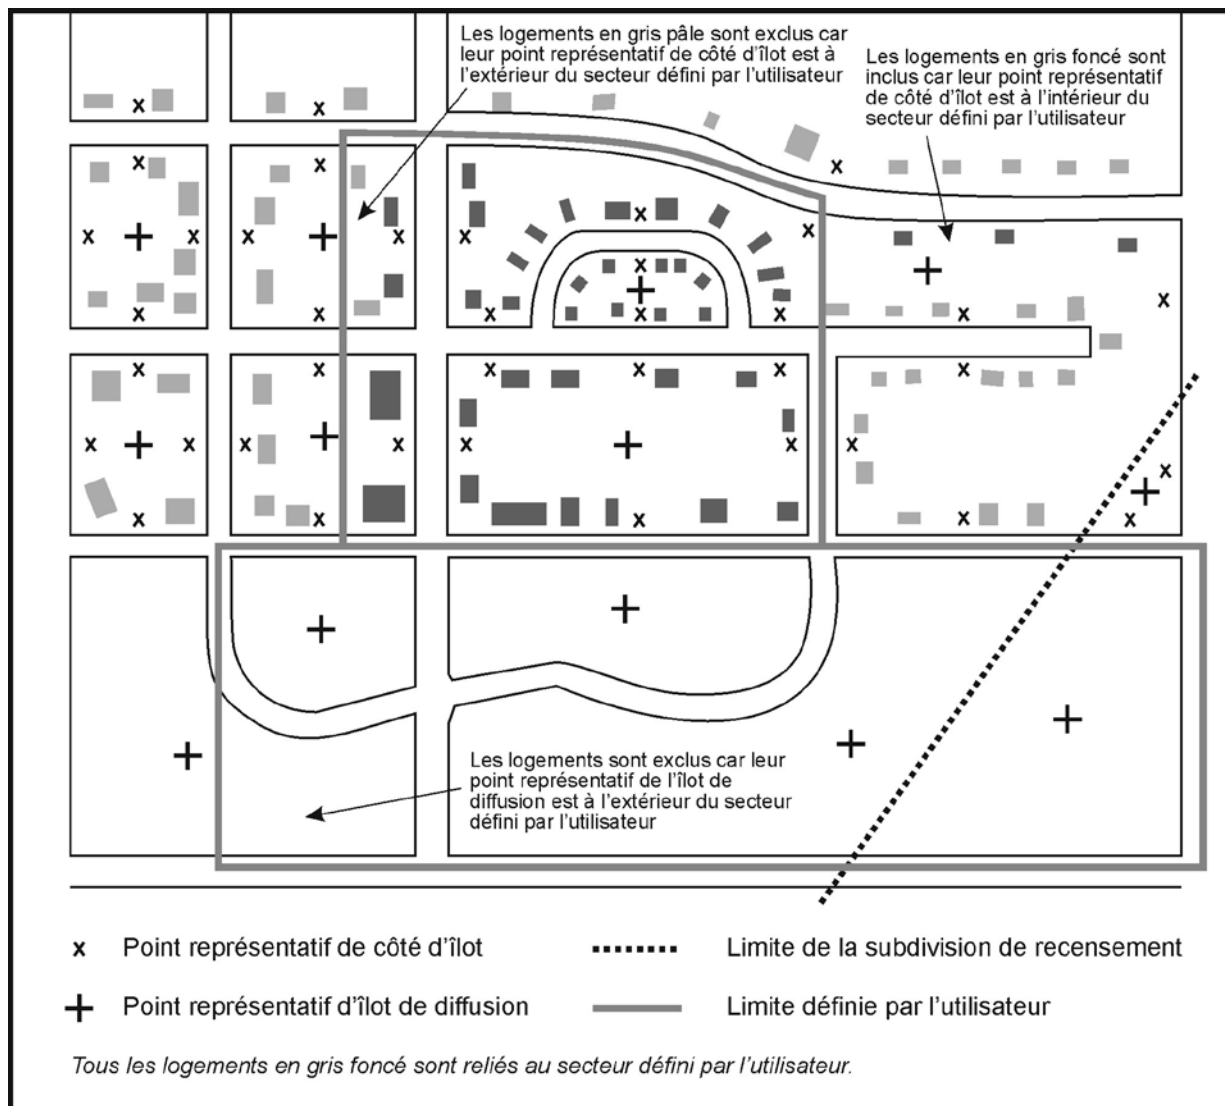 Les logements en gris pâle sont exclus car
leur point représentatif de côté d'îlot est à
l'extérieur du secteur défini par l'utilisateur
Les logements en gris foncé sont
inclus car leur point représentatif
de côté d'îlot est à l'intérieur du
secteur défini par l'utilisateur
Les logements sont exclus car leur
point représentatif de l'îlot de
diffusion est à l'extérieur du secteur
défini par l'utilisateur
Point représentatif de côté d'îlot
Limite de la subdivision de recensement
Point représentatif d'îlot de diffusion
Limite définie par l'utilisateur
Tous les logements en gris foncé sont reliés au secteur défini par l'utilisateur.